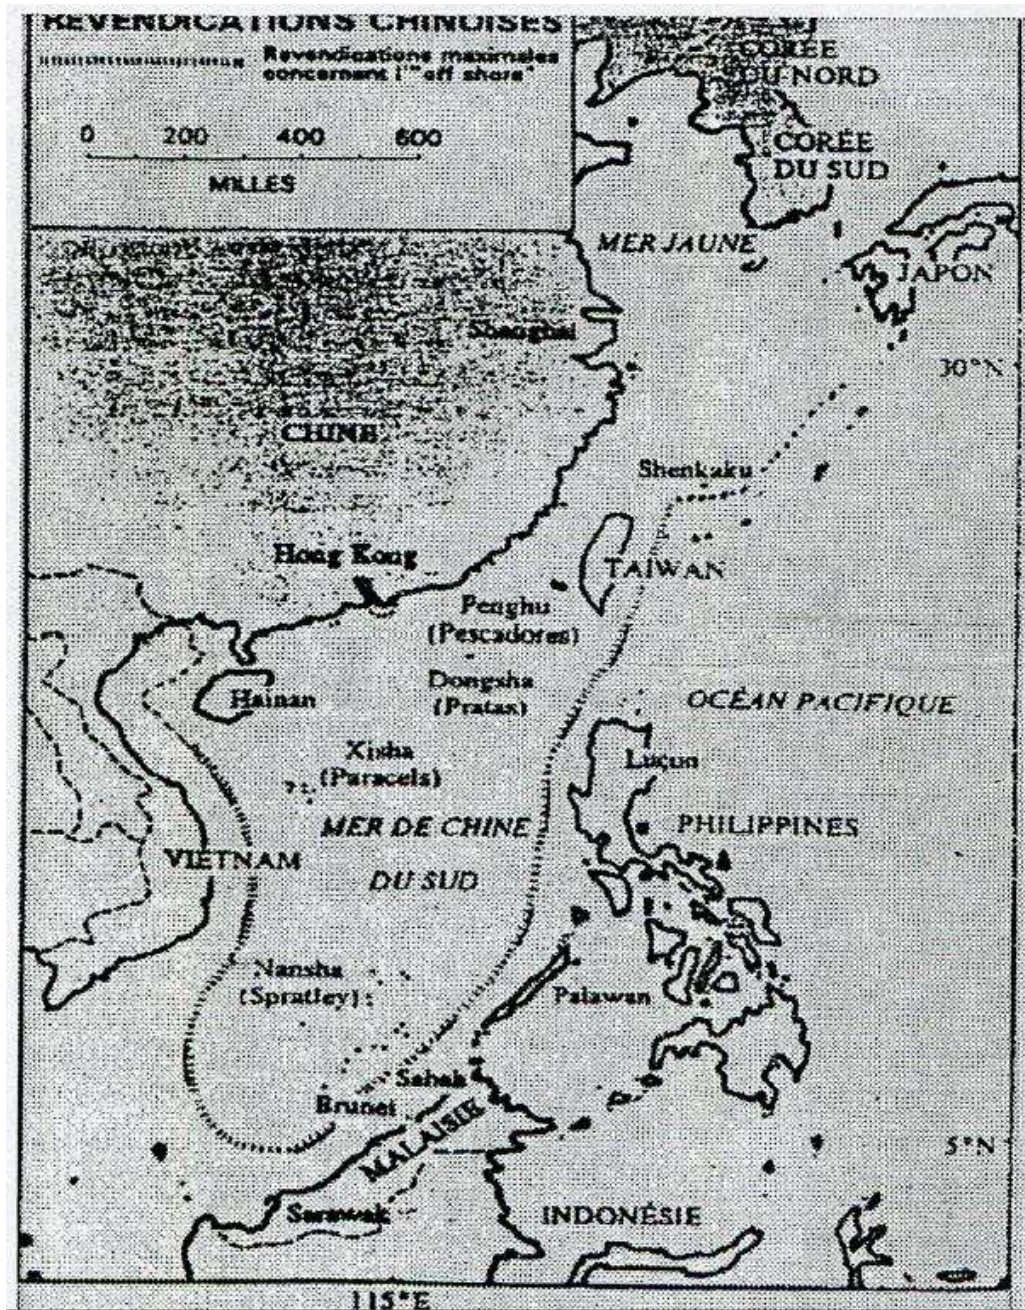 REVENDICATIONS CHINOISES
Revendications maximales
concernant l'"off shore"
0 200 400 600
MILLES
CORÉE
DU NORD
CORÉE
DU SUD
MER JAUNE
JAPON
Shanghai
30°N
CHINE
Shenkaku
Hong Kong
TAIWAN
Penghu
(Pescadores)
Dongsha
(Pratas)
Hainan
OCÉAN PACIFIQUE
Xisha
(Paracels)
Luçon
MER DE CHINE
DU SUD
PHILIPPINES
VIETNAM
Nansha
(Spratley)
Palawan
Sabah
Brunei
MALAISIE
5°N
Sarawak
INDONÉSIE
115°E